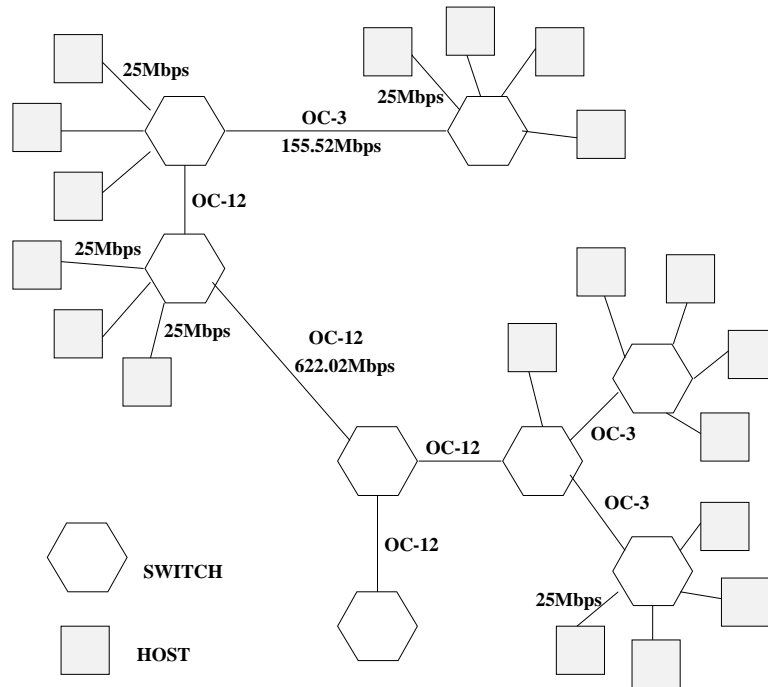 25Mbps
OC-3
155.52Mbps
25Mbps
OC-12
25Mbps
25Mbps
OC-12
622.02Mbps
OC-12
OC-3
OC-3
OC-12
25Mbps
SWITCH
HOST